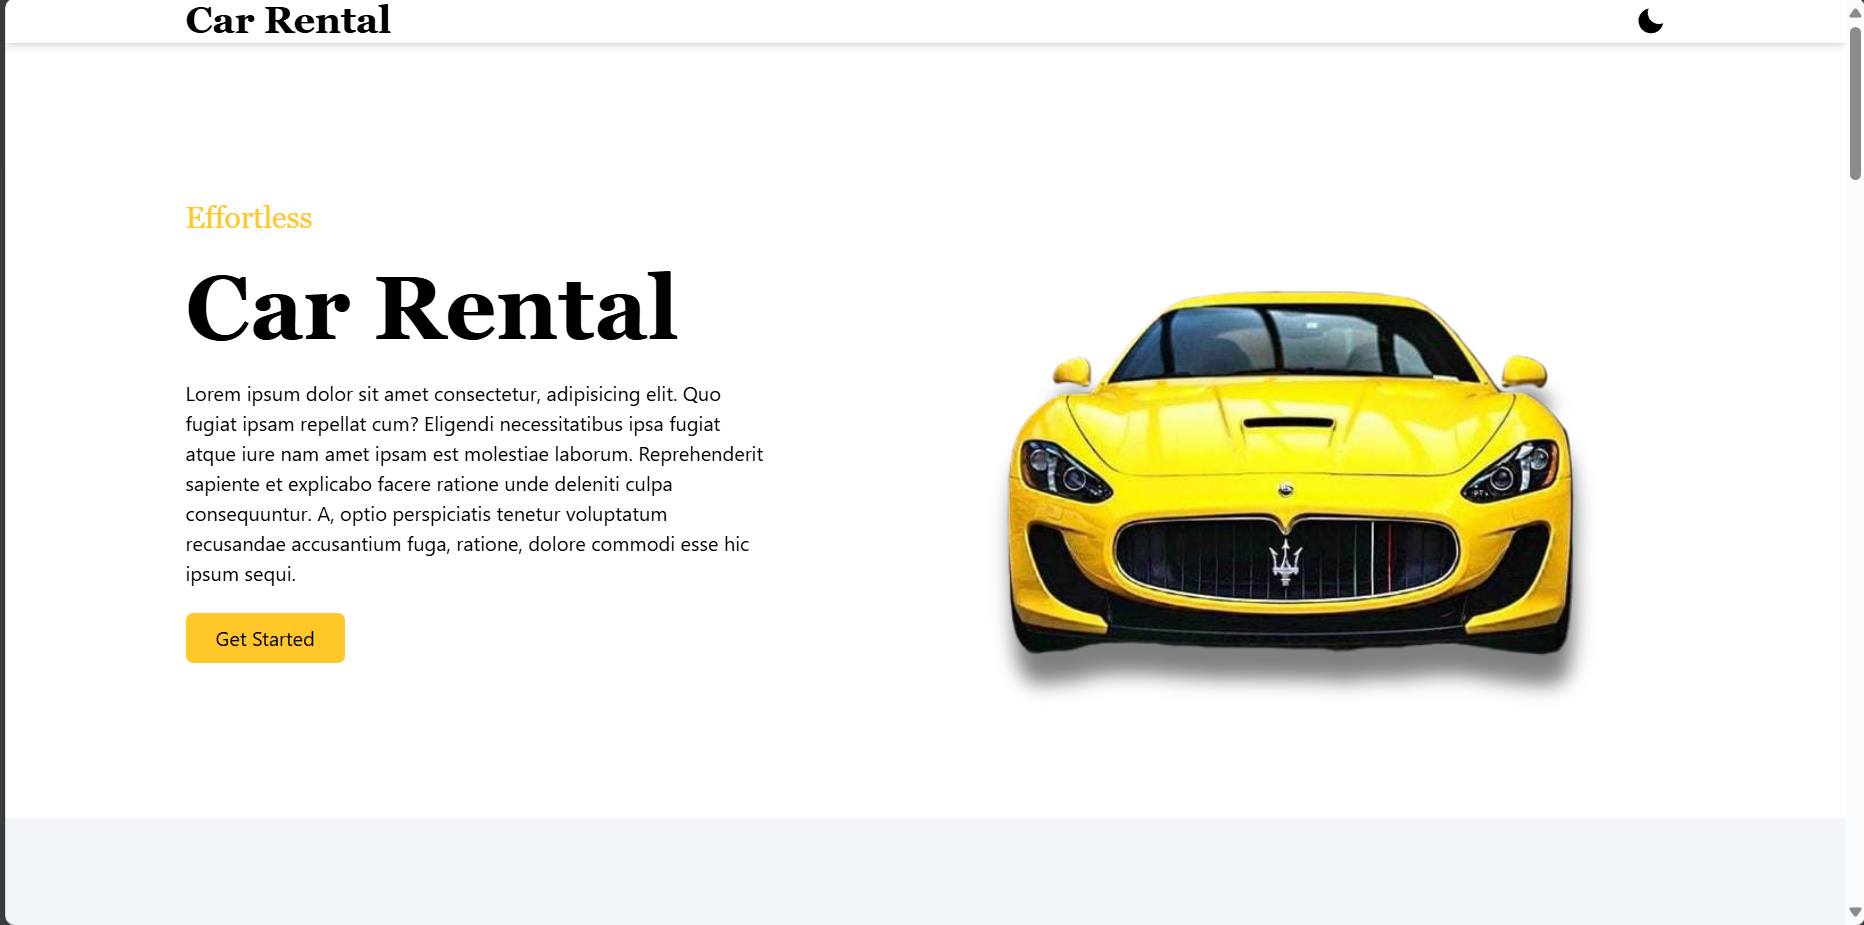 Car Rental
Effortless
Car Rental
Lorem ipsum dolor sit amet consectetur, adipisicing elit. Quo
fugiat ipsam repellat cum? Eligendi necessitatibus ipsa fugiat
atque iure nam amet ipsam est molestiae laborum. Reprehenderit
sapiente et explicabo facere ratione unde deleniti culpa
consequuntur. A, optio perspiciatis tenetur voluptatum
recusandae accusantium fuga, ratione, dolore commodi esse hic
ipsum sequi.
Get Started